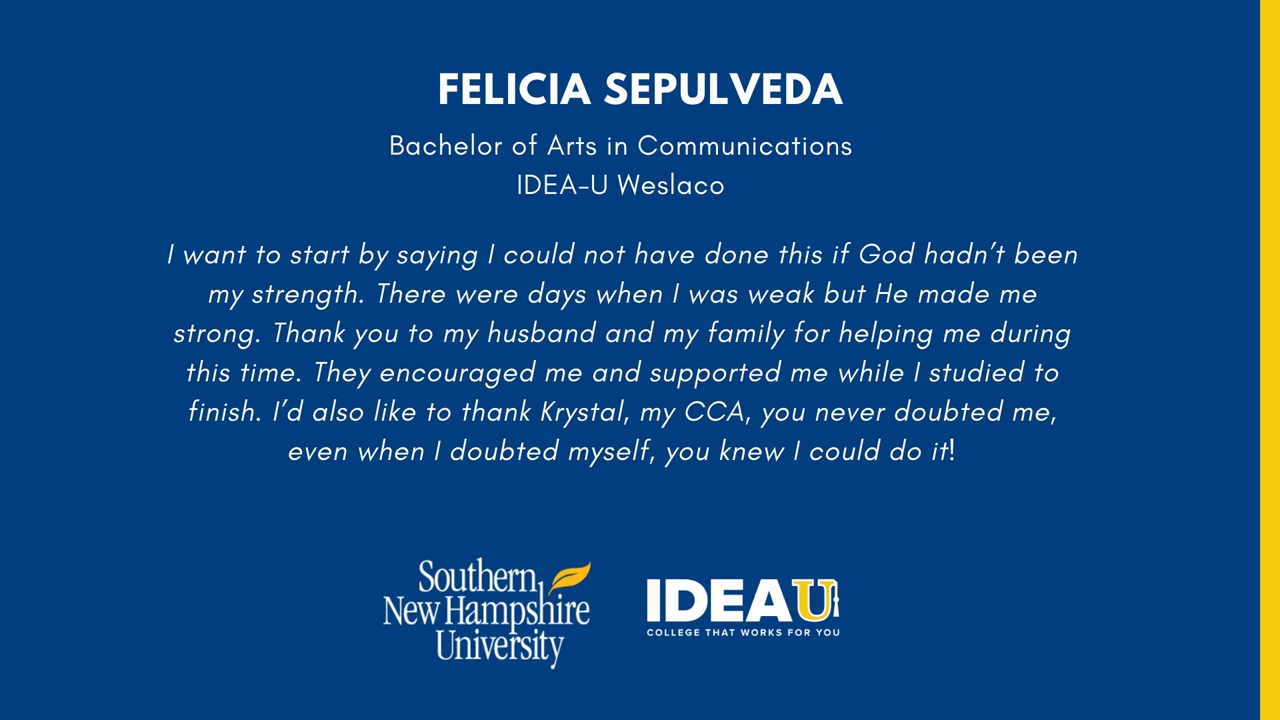 FELICIA SEPULVEDA
Bachelor of Arts in Communications
IDEA-U Weslaco
I want to start by saying I could not have done this if God hadn’t been
my strength. There were days when I was weak but He made me
strong. Thank you to my husband and my family for helping me during
this time. They encouraged me and supported me while I studied to
finish. I’d also like to thank Krystal, my CCA, you never doubted me,
even when I doubted myself, you knew I could do it!
Southern
New Hampshire
University
IDEA U
COLLEGE THAT WORKS FOR YOU